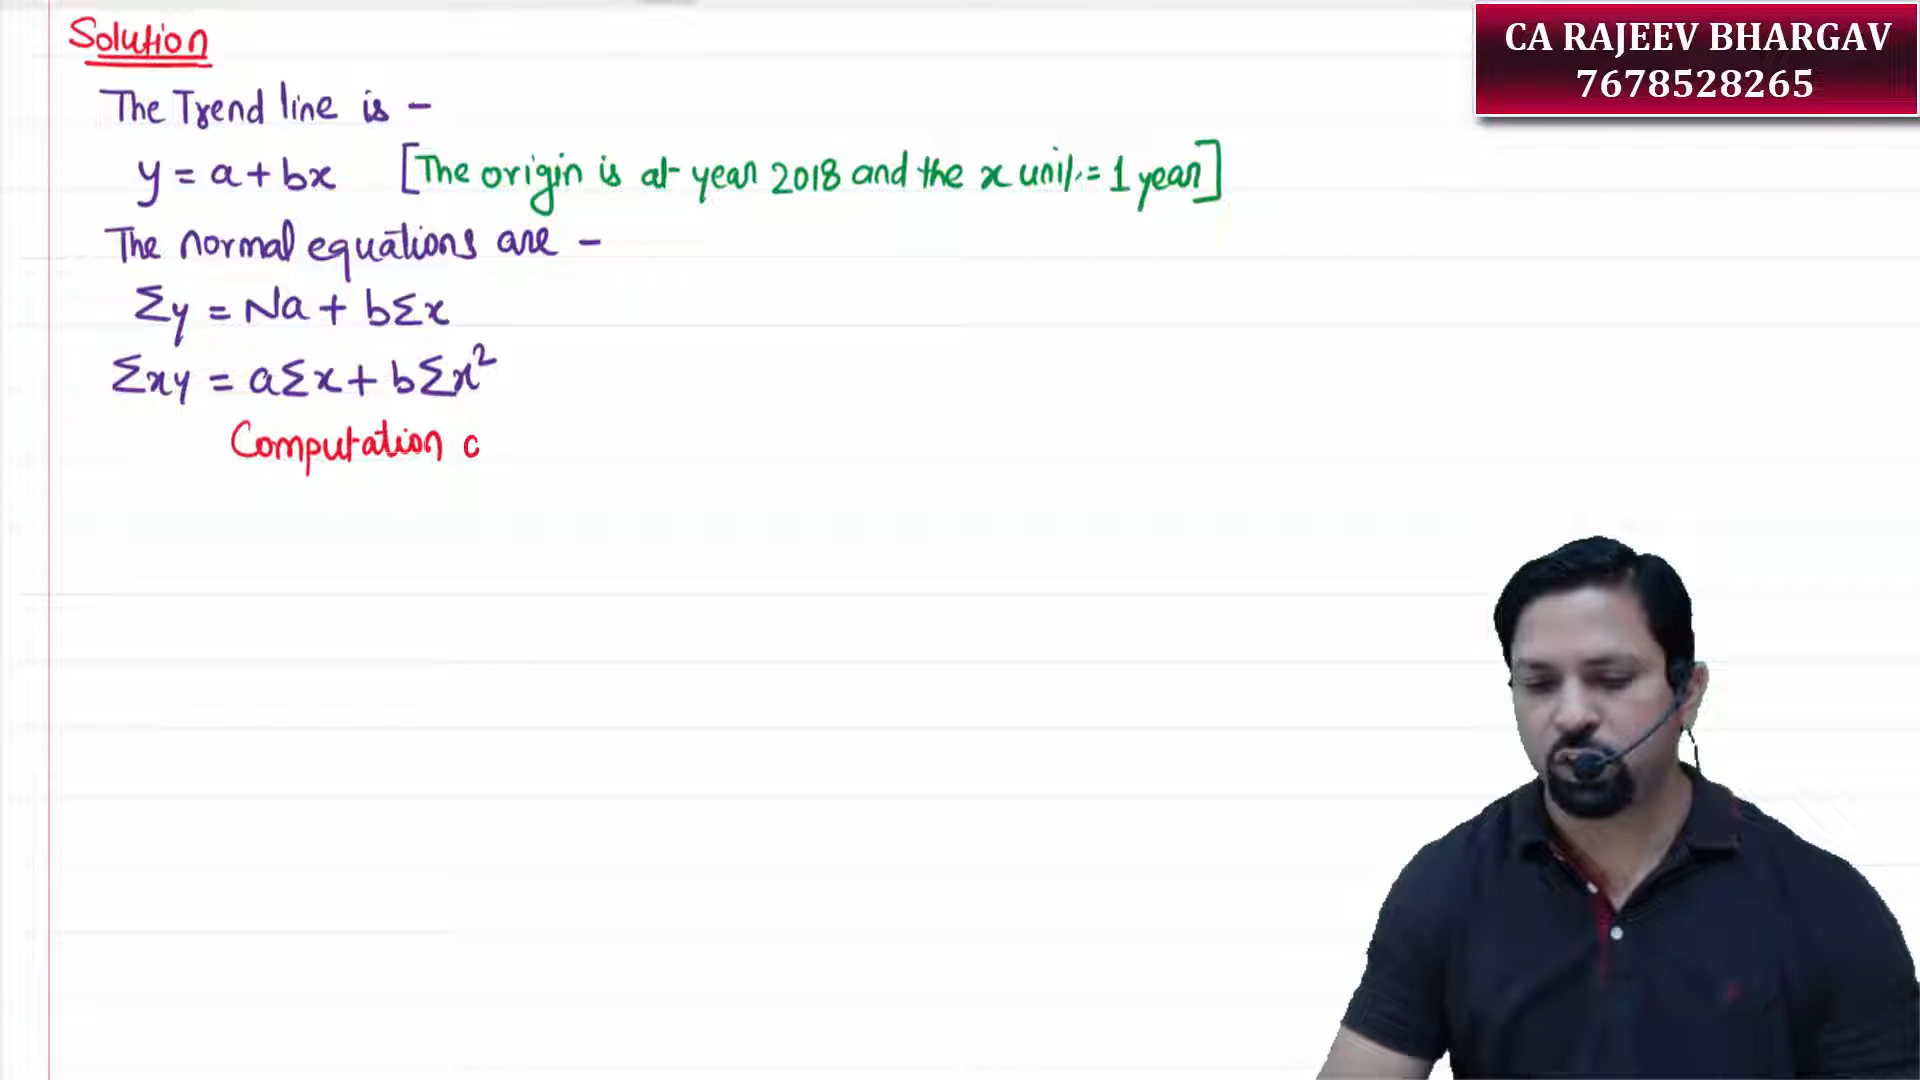 Solution
CA RAJEEV BHARGAV
7678528265
The Trend line is -
y = a + bx [The origin is at year 2018 and the x unit = 1 year]
The normal equations are -
Σy = Na + bΣx
Σxy = aΣx + bΣx²
Computation